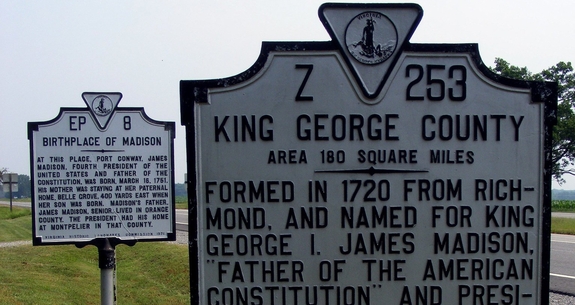 EP 8
BIRTHPLACE OF MADISON
AT THIS PLACE, PORT CONWAY, JAMES
MADISON, FOURTH PRESIDENT OF THE
UNITED STATES AND FATHER OF THE
CONSTITUTION, WAS BORN, MARCH 16, 1751.
HIS MOTHER WAS STAYING AT HER PATERNAL
HOME, BELLE GROVE, 400 YARDS EAST WHEN
HER SON WAS BORN. MADISON'S FATHER,
JAMES MADISON, SENIOR, LIVED IN ORANGE
COUNTY. THE PRESIDENT HAD HIS HOME
AT MONTPELIER IN THAT COUNTY.
Z 253
KING GEORGE COUNTY
AREA 180 SQUARE MILES
FORMED IN 1720 FROM RICH-
MOND, AND NAMED FOR KING
GEORGE I. JAMES MADISON,
"FATHER OF THE AMERICAN
CONSTITUTION" AND PRESI-